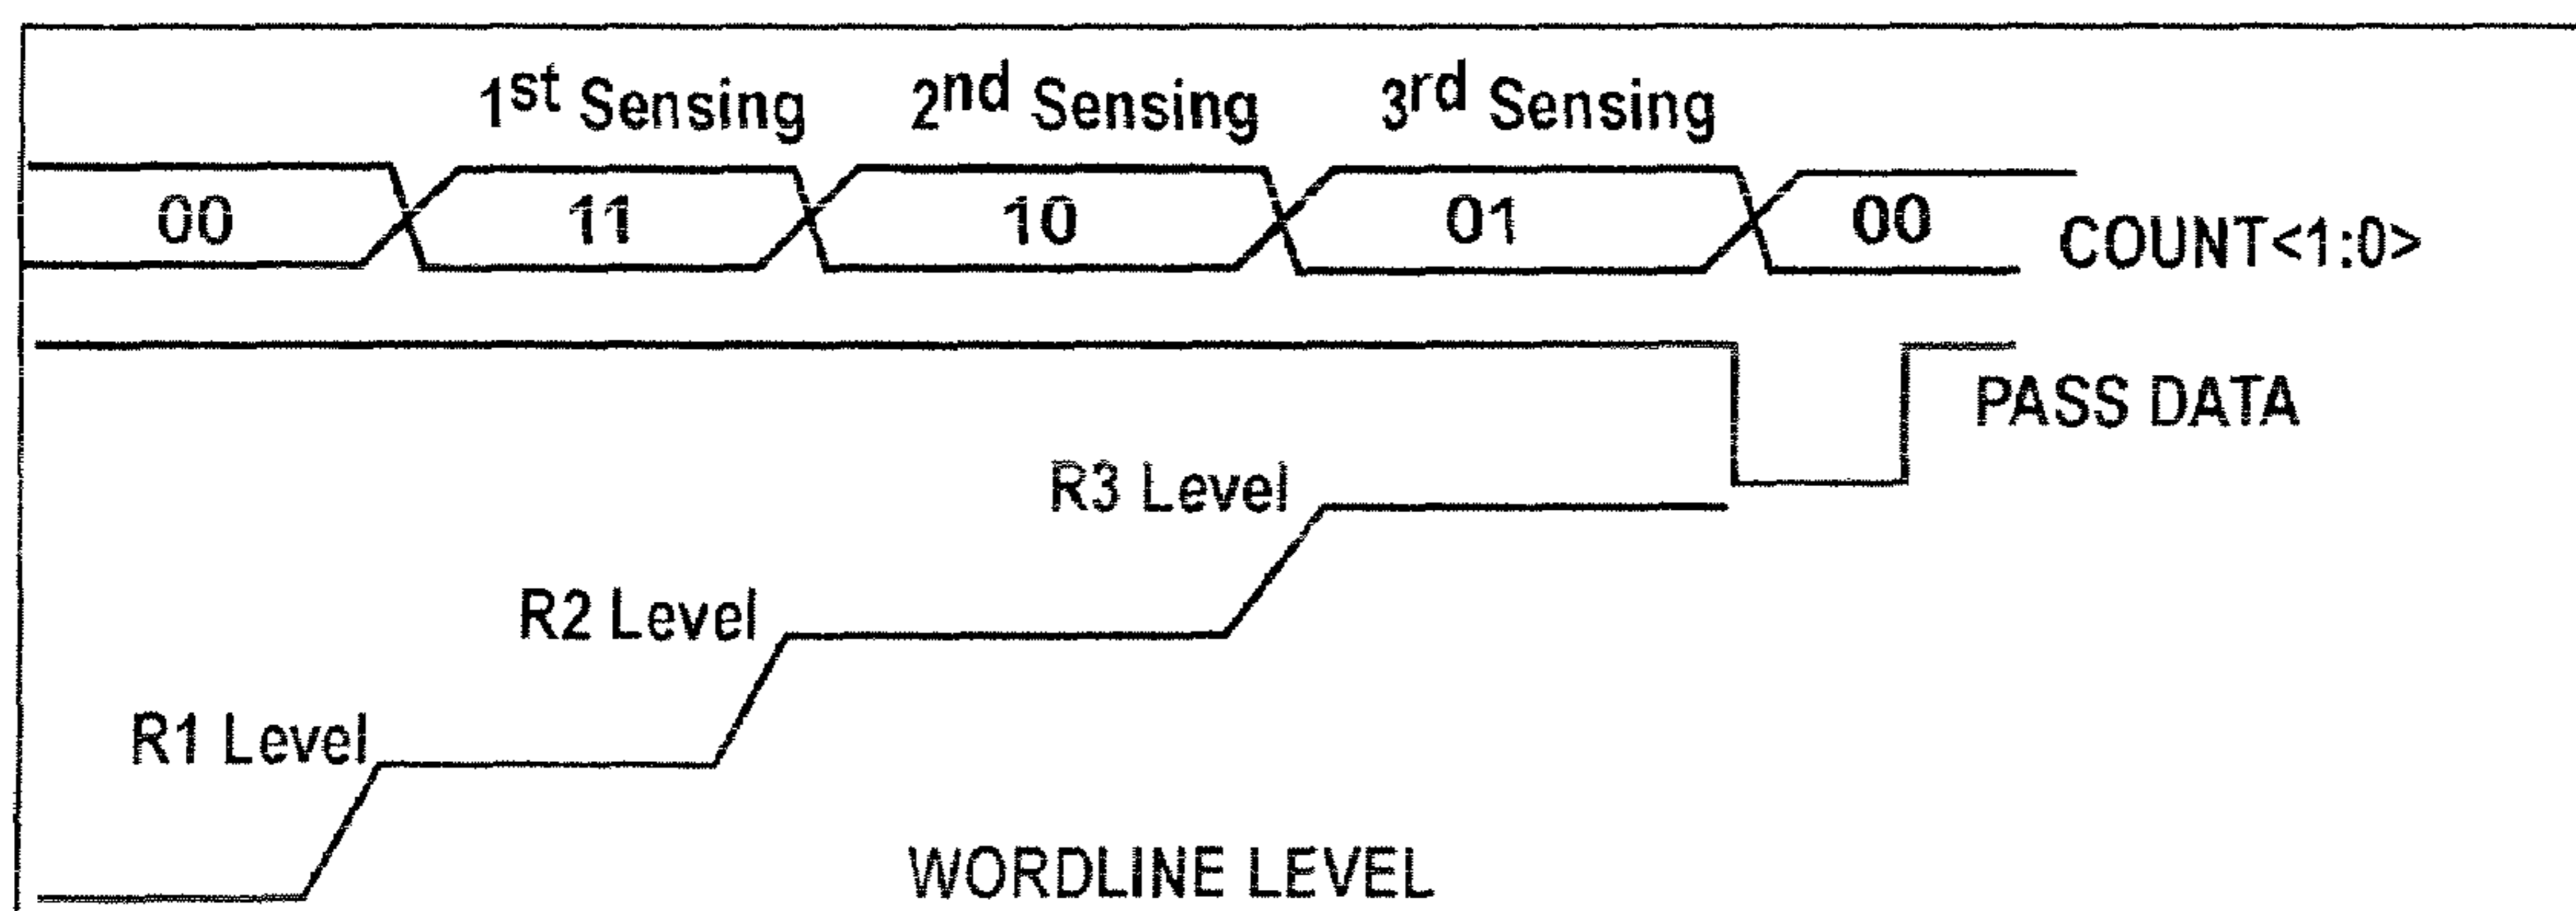 1st Sensing 2nd Sensing 3rd Sensing
00 11 10 01 00 COUNT<1:0>
PASS DATA
R3 Level
R2 Level
R1 Level
WORDLINE LEVEL